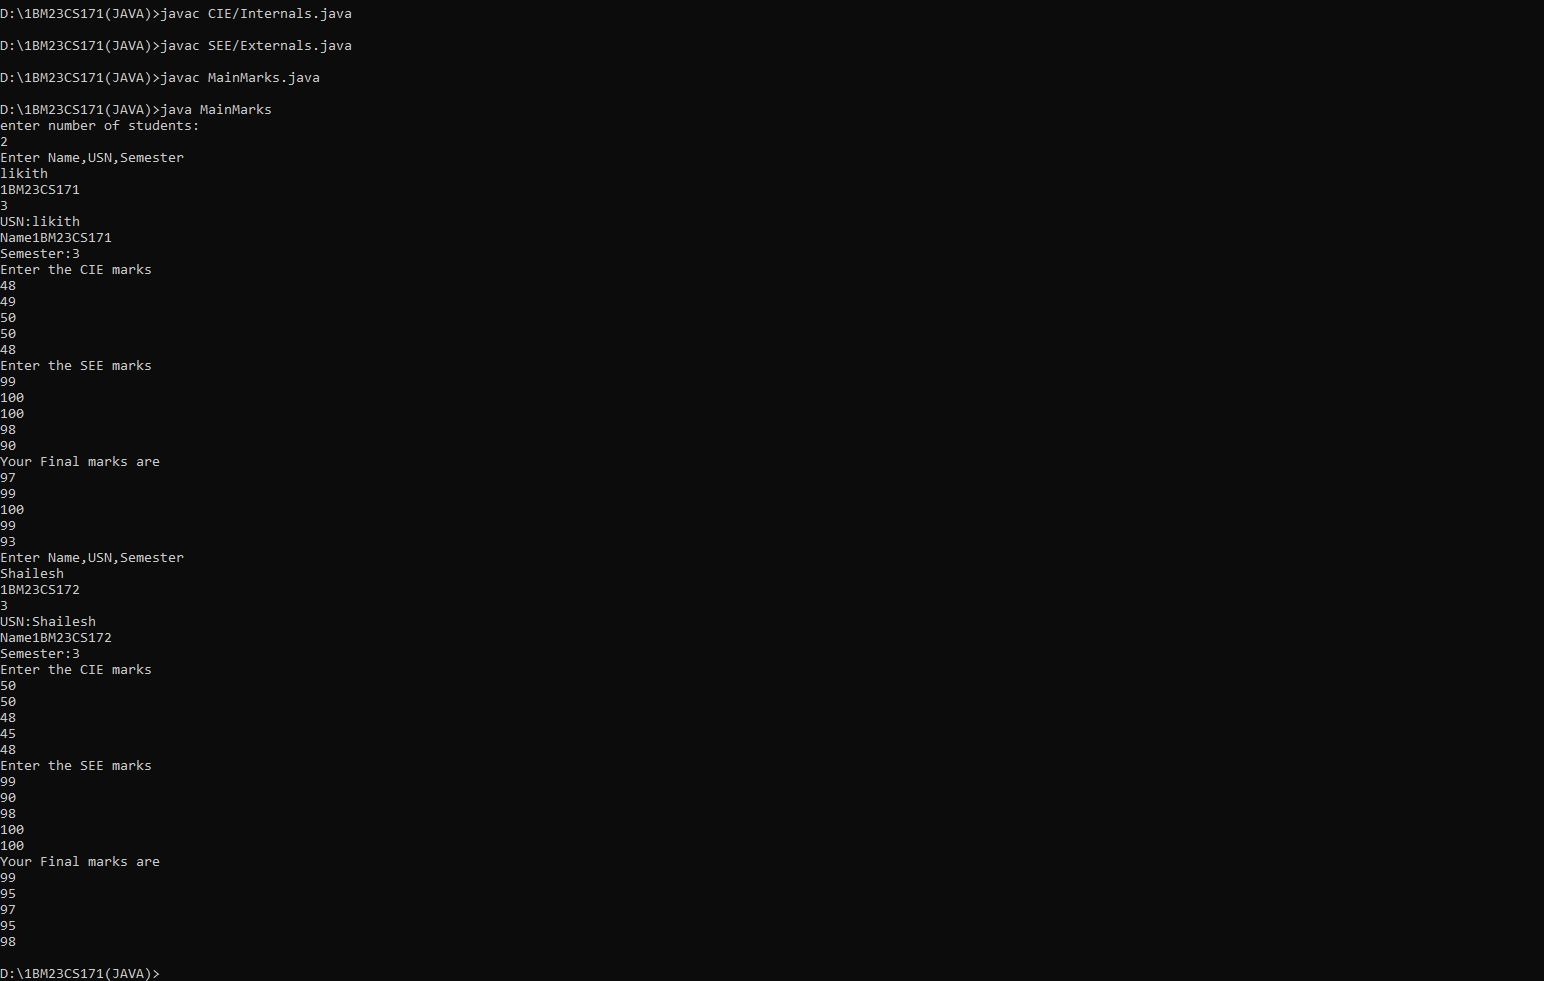 D:\1BM23CS171(JAVA)>javac CIE/Internals.java
D:\1BM23CS171(JAVA)>javac SEE/Externals.java
D:\1BM23CS171(JAVA)>javac MainMarks.java
D:\1BM23CS171(JAVA)>java MainMarks
enter number of students:
2
Enter Name,USN,Semester
likith
1BM23CS171
3
USN:likith
Name1BM23CS171
Semester:3
Enter the CIE marks
48
49
50
50
48
Enter the SEE marks
99
100
100
98
90
Your Final marks are
97
99
100
99
93
Enter Name,USN,Semester
Shailesh
1BM23CS172
3
USN:Shailesh
Name1BM23CS172
Semester:3
Enter the CIE marks
50
50
48
45
48
Enter the SEE marks
99
90
98
100
100
Your Final marks are
99
95
97
95
98
D:\1BM23CS171(JAVA)>